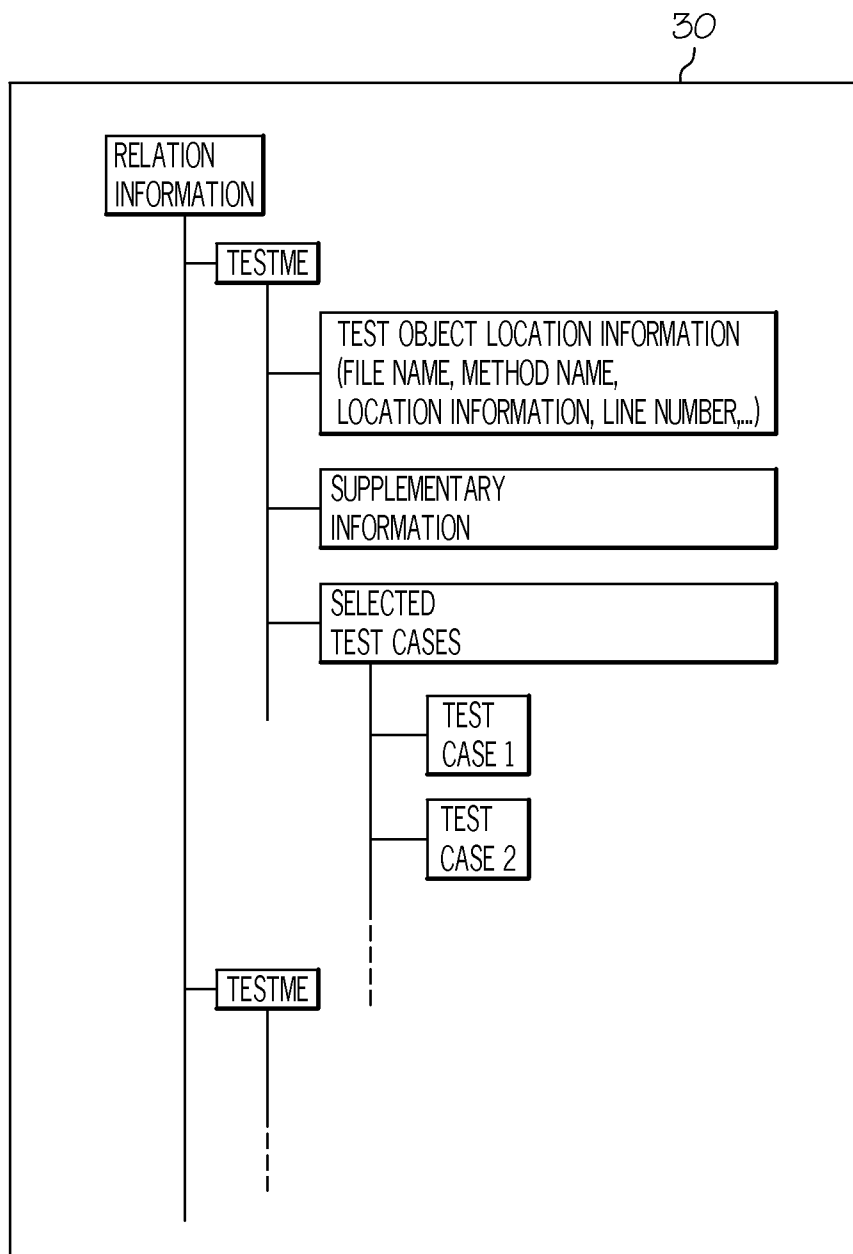 30
RELATION
INFORMATION
TESTME
TEST OBJECT LOCATION INFORMATION
(FILE NAME, METHOD NAME,
LOCATION INFORMATION, LINE NUMBER,...)
SUPPLEMENTARY
INFORMATION
SELECTED
TEST CASES
TEST
CASE 1
TEST
CASE 2
TESTME